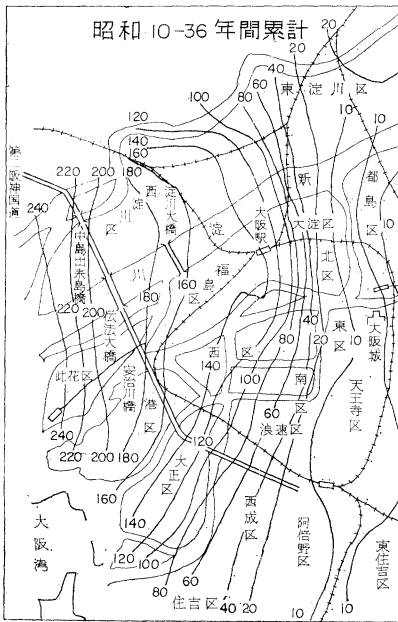 昭和 10-36 年間累計
20
20
40
60
80
100
120
140
160
東淀川区
10
10
第二阪神国道
220
200
180
240
西淀川区
淀川大橋
新淀川
大淀区
都島区
大阪駅
北区
10
中島出来島橋
福島区
160
220
200
180
伝法大橋
此花区
安治川橋
港区
西区
140
100
80
40
20
東区
10
大阪城
南区
天王寺区
60
浪速区
240
220
200
180
120
大正区
160
140
120
100
80
60
40
20
西成区
阿倍野区
東住吉区
住吉区
大阪湾
10
10